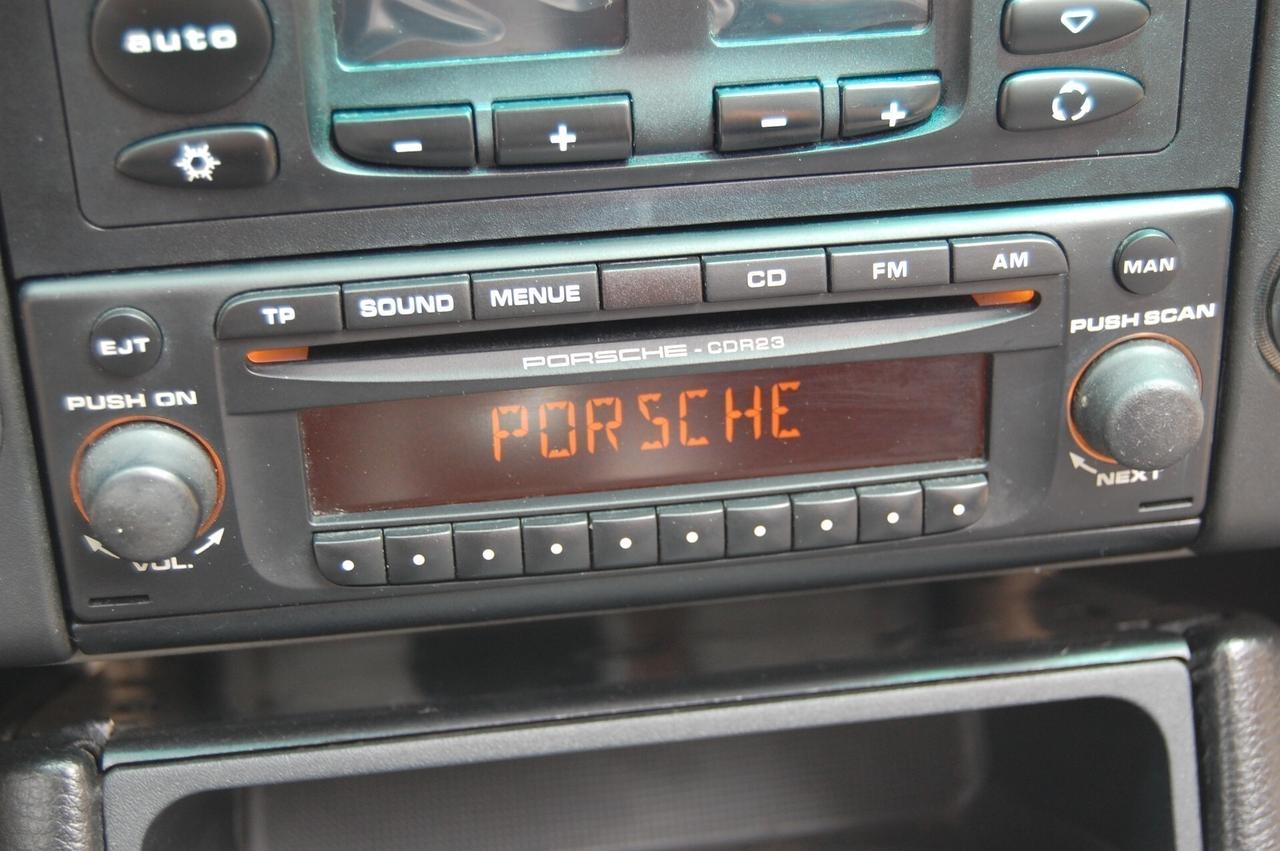 auto
- + - +
TP SOUND MENUE CD FM AM MAN
EJT
PORSCHE - CDR23
PUSH SCAN
PUSH ON
PORSCHE
NEXT
VOL.